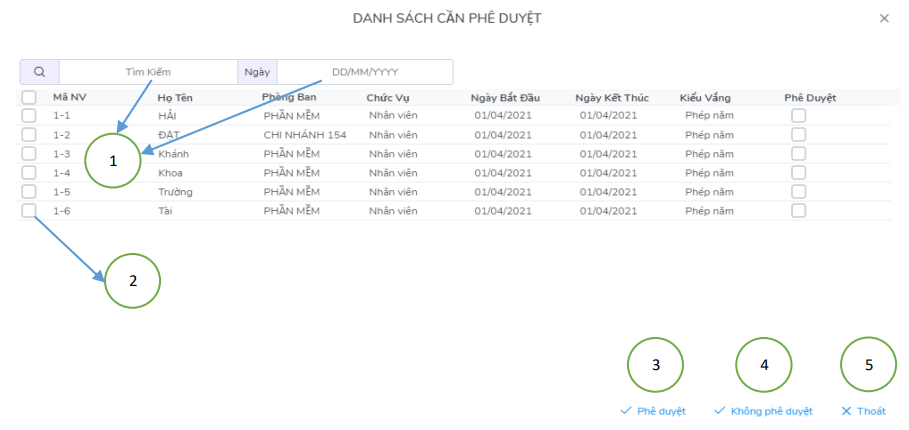 DANH SÁCH CẦN PHÊ DUYỆT
Tìm Kiếm Ngày DD/MM/YYYY
Mã NV Họ Tên Phòng Ban Chức Vụ Ngày Bắt Đầu Ngày Kết Thúc Kiểu Vắng Phê Duyệt
1-1 HẢI PHẦN MỀM Nhân viên 01/04/2021 01/04/2021 Phép năm
1-2 ĐẠT CHI NHÁNH 154 Nhân viên 01/04/2021 01/04/2021 Phép năm
1-3 Khánh PHẦN MỀM Nhân viên 01/04/2021 01/04/2021 Phép năm
1-4 Khoa PHẦN MỀM Nhân viên 01/04/2021 01/04/2021 Phép năm
1-5 Trường PHẦN MỀM Nhân viên 01/04/2021 01/04/2021 Phép năm
1-6 Tài PHẦN MỀM Nhân viên 01/04/2021 01/04/2021 Phép năm
1
2
3 4 5
Phê duyệt Không phê duyệt Thoát